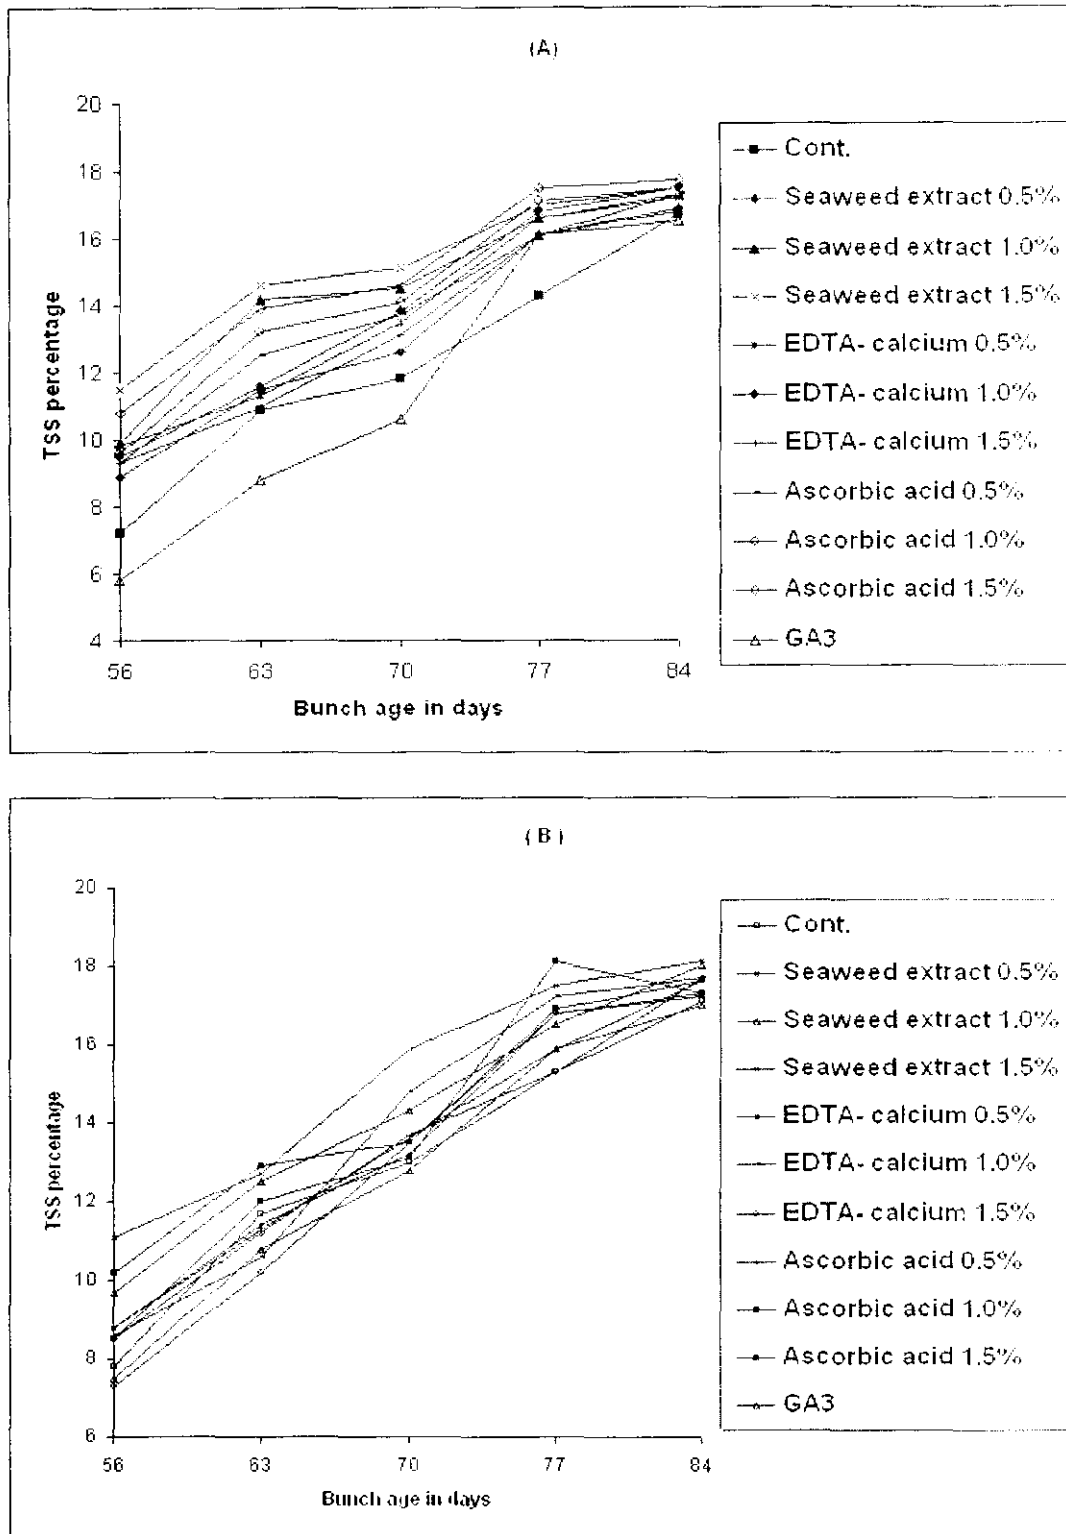 (A)
20
18
16
14
12
10
8
6
4
TSS percentage
56 63 70 77 84
Bunch age in days
Cont.
Seaweed extract 0.5%
Seaweed extract 1.0%
Seaweed extract 1.5%
EDTA- calcium 0.5%
EDTA- calcium 1.0%
EDTA- calcium 1.5%
Ascorbic acid 0.5%
Ascorbic acid 1.0%
Ascorbic acid 1.5%
GA3
(B)
20
18
16
14
12
10
8
6
TSS percentage
56 63 70 77 84
Bunch age in days
Cont.
Seaweed extract 0.5%
Seaweed extract 1.0%
Seaweed extract 1.5%
EDTA- calcium 0.5%
EDTA- calcium 1.0%
EDTA- calcium 1.5%
Ascorbic acid 0.5%
Ascorbic acid 1.0%
Ascorbic acid 1.5%
GA3